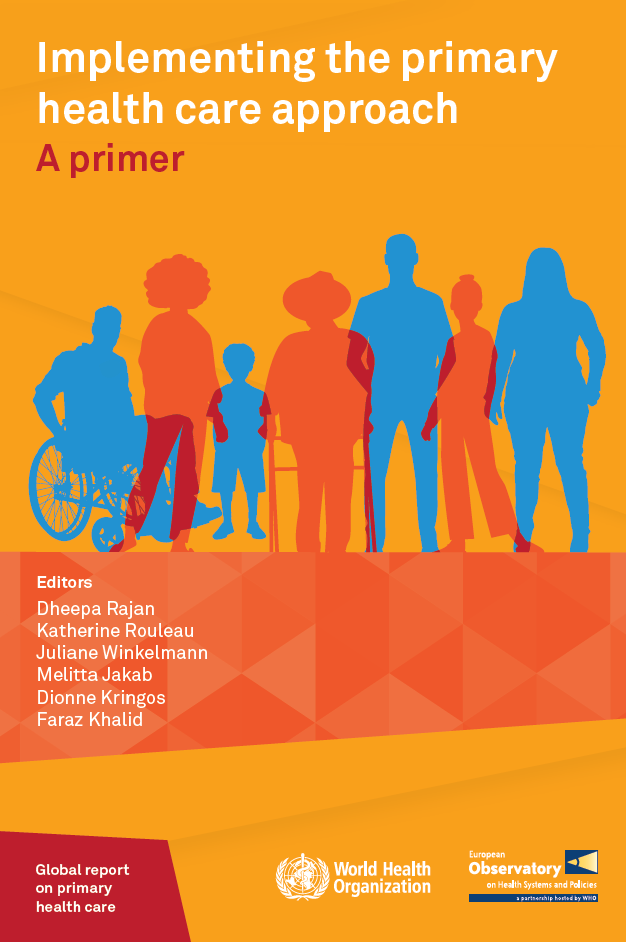 Implementing the primary
health care approach
A primer
Editors
Dheepa Rajan
Katherine Rouleau
Juliane Winkelmann
Melitta Jakab
Dionne Kringos
Faraz Khalid
Global report
on primary
health care
World Health
Organization
European
Observatory
on Health Systems and Policies
a partnership hosted by WHO